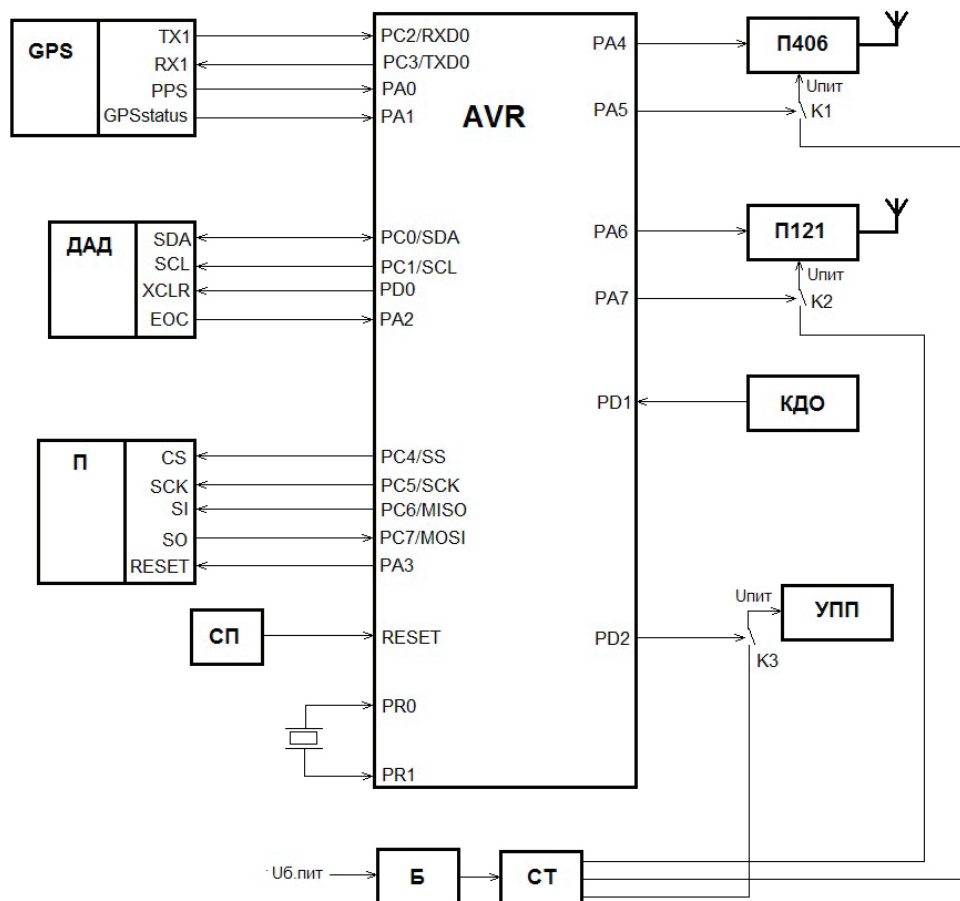 GPS
TX1
RX1
PPS
GPSstatus
PC2/RXD0
PC3/TXD0
PA0
PA1
AVR
PA4
PA5
П406
Uпит
K1
ДАД
SDA
SCL
XCLR
EOC
PC0/SDA
PC1/SCL
PD0
PA2
PA6
PA7
П121
Uпит
K2
PD1
КДО
П
CS
SCK
SI
SO
RESET
PC4/SS
PC5/SCK
PC6/MISO
PC7/MOSI
PA3
СП
RESET
PD2
Uпит
УПП
K3
PR0
PR1
Uб.пит
Б
СТ